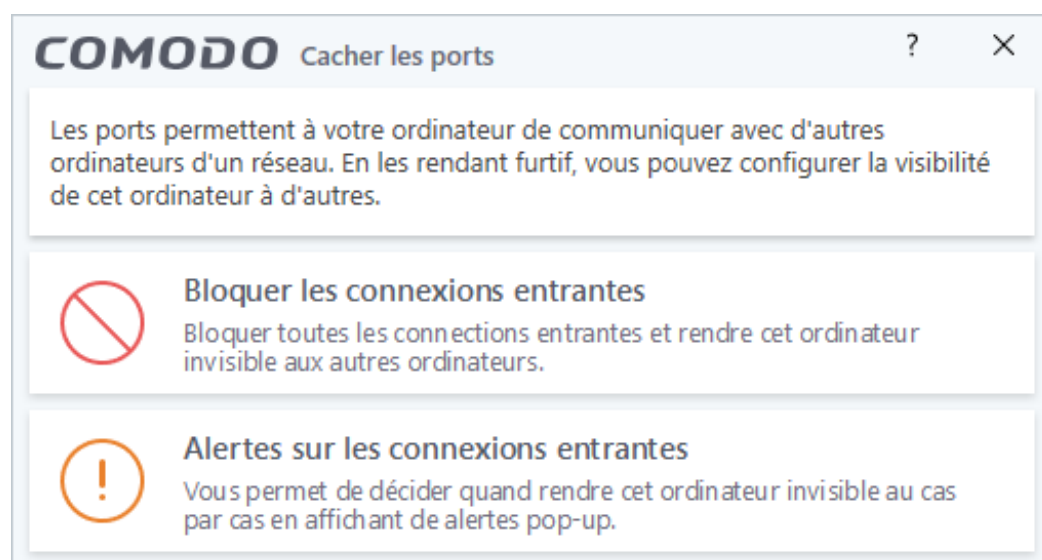 COMODO Cacher les ports ?
Les ports permettent à votre ordinateur de communiquer avec d'autres
ordinateurs d'un réseau. En les rendant furtif, vous pouvez configurer la visibilité
de cet ordinateur à d'autres.
Bloquer les connexions entrantes
Bloquer toutes les connections entrantes et rendre cet ordinateur
invisible aux autres ordinateurs.
Alertes sur les connexions entrantes
Vous permet de décider quand rendre cet ordinateur invisible au cas
par cas en affichant de alertes pop-up.